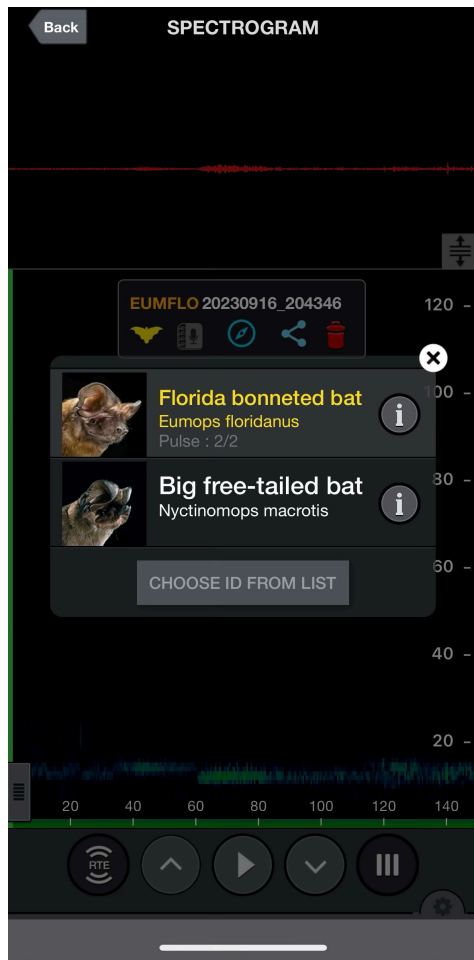 Back
SPECTROGRAM
EUMFLO 20230916_204346
120
100
Florida bonneted bat
Eumops floridanus
Pulse : 2/2
i
80
Big free-tailed bat
Nyctinomops macrotis
i
60
CHOOSE ID FROM LIST
40
20
20 40 60 80 100 120 140
RTE